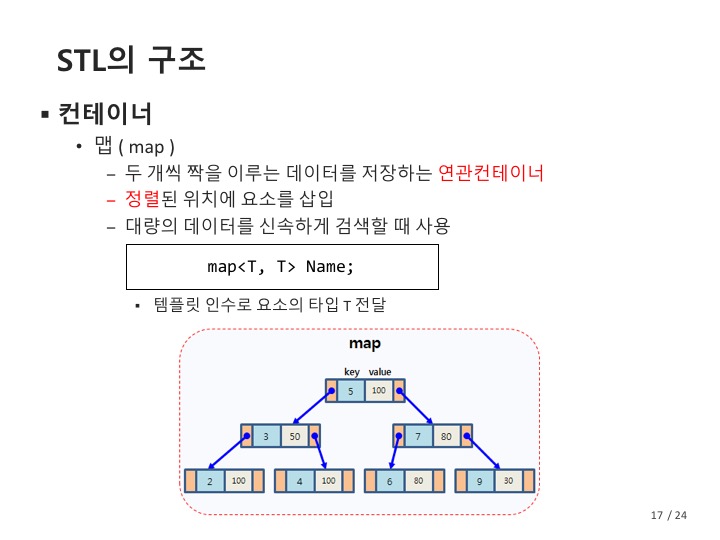 STL의 구조
▪ 컨테이너
• 맵 ( map )
– 두 개씩 짝을 이루는 데이터를 저장하는 연관컨테이너
– 정렬된 위치에 요소를 삽입
– 대량의 데이터를 신속하게 검색할 때 사용
map<T, T> Name;
▪ 템플릿 인수로 요소의 타입 T 전달
map
key value
5 100
3 50 7 80
2 100 4 100 6 80 9 30
17 / 24